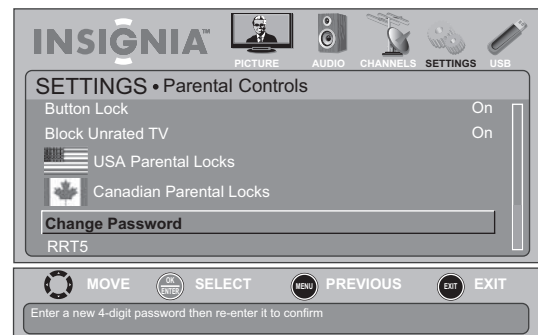 INSIGNIA™
PICTURE AUDIO CHANNELS SETTINGS USB
SETTINGS • Parental Controls
Button Lock On
Block Unrated TV On
USA Parental Locks
Canadian Parental Locks
Change Password
RRT5
MOVE OK ENTER SELECT MENU PREVIOUS EXIT EXIT
Enter a new 4-digit password then re-enter it to confirm